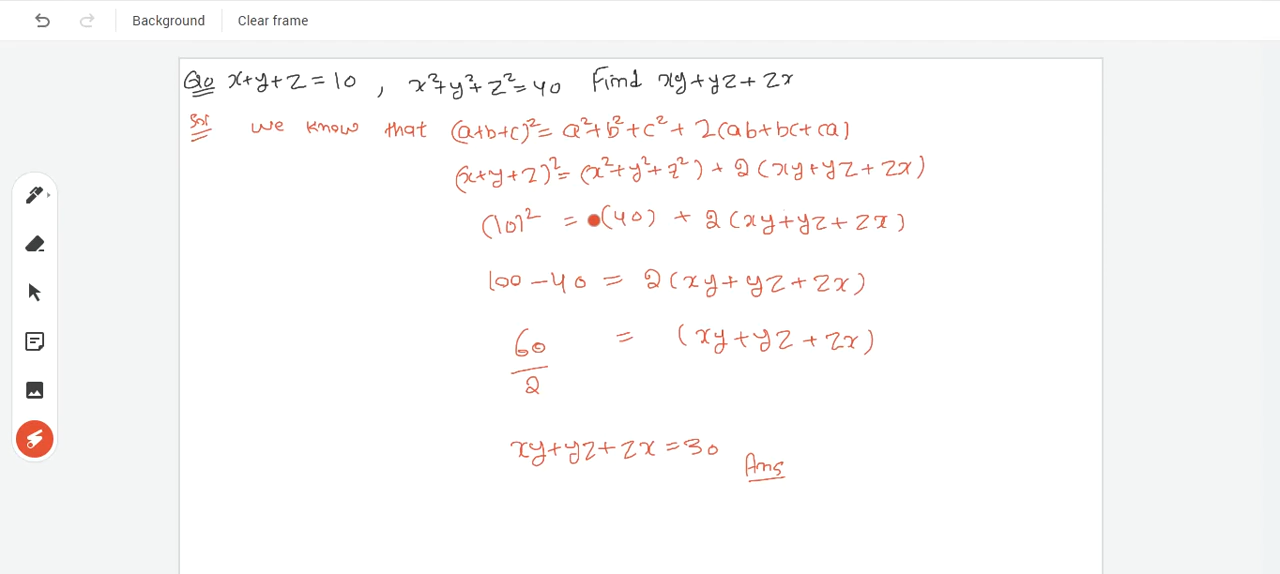 Background Clear frame
Qo x+y+z=10 , x²+y²+z²=40 Find xy+yz+zx
Sol we know that (a+b+c)²= a²+b²+c²+ 2(ab+bc+ca)
(x+y+z)²=(x²+y²+z²)+ 2(xy+yz+zx)
(10)² = (40) + 2(xy+yz+zx)
100-40 = 2(xy+yz+zx)
60/2 = (xy+yz+zx)
xy+yz+zx=30 Ans